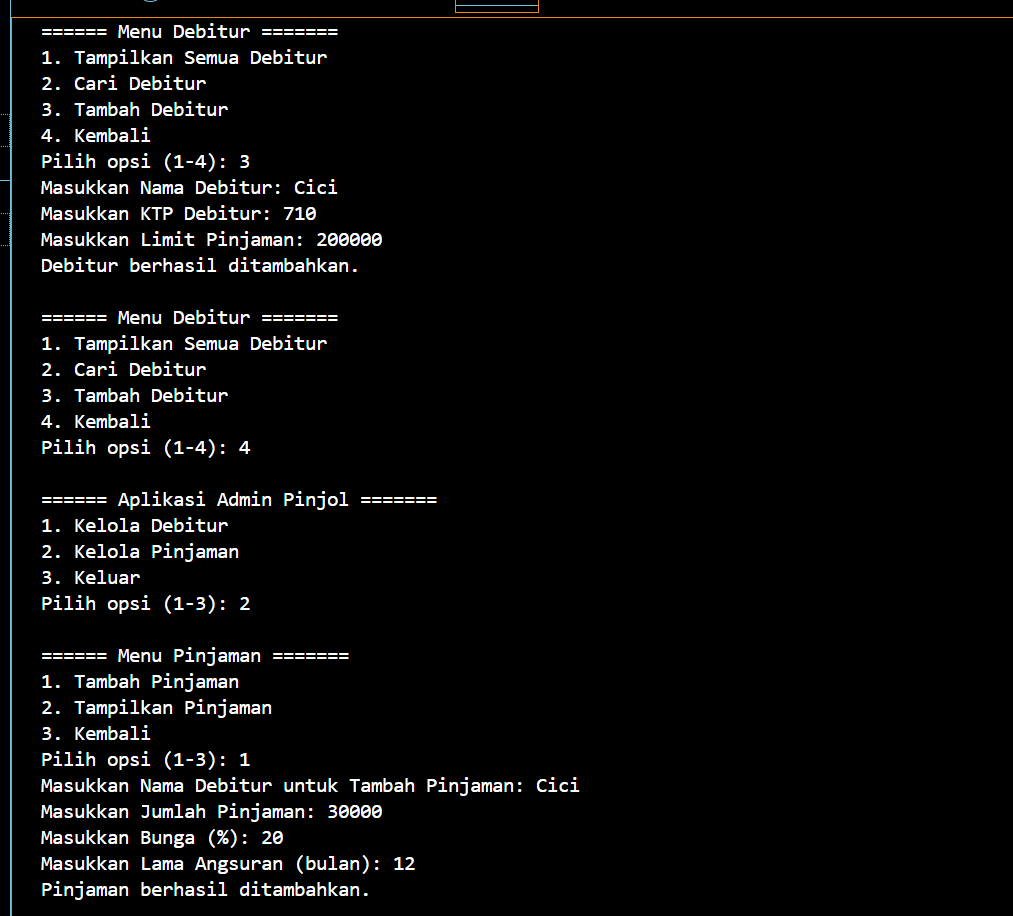 ====== Menu Debitur =======
1. Tampilkan Semua Debitur
2. Cari Debitur
3. Tambah Debitur
4. Kembali
Pilih opsi (1-4): 3
Masukkan Nama Debitur: Cici
Masukkan KTP Debitur: 710
Masukkan Limit Pinjaman: 200000
Debitur berhasil ditambahkan.
====== Menu Debitur =======
1. Tampilkan Semua Debitur
2. Cari Debitur
3. Tambah Debitur
4. Kembali
Pilih opsi (1-4): 4
====== Aplikasi Admin Pinjol =======
1. Kelola Debitur
2. Kelola Pinjaman
3. Keluar
Pilih opsi (1-3): 2
====== Menu Pinjaman =======
1. Tambah Pinjaman
2. Tampilkan Pinjaman
3. Kembali
Pilih opsi (1-3): 1
Masukkan Nama Debitur untuk Tambah Pinjaman: Cici
Masukkan Jumlah Pinjaman: 30000
Masukkan Bunga (%): 20
Masukkan Lama Angsuran (bulan): 12
Pinjaman berhasil ditambahkan.